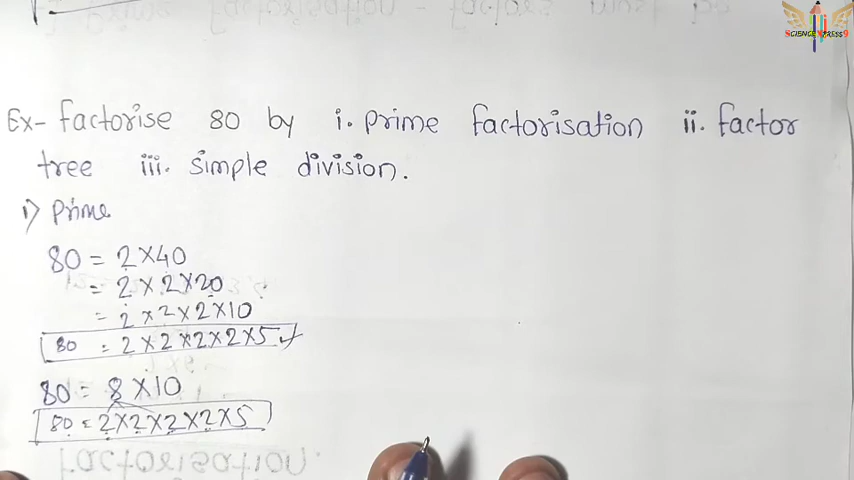 SCIENCE XPRESS9
Ex- Factorise 80 by i. prime factorisation ii. factor
tree iii. simple division.
i) Prime
80 = 2×40
= 2×2×20
= 2×2×2×10
80 = 2×2×2×2×5 ✓
80 = 8×10
80 = 2×2×2×2×5